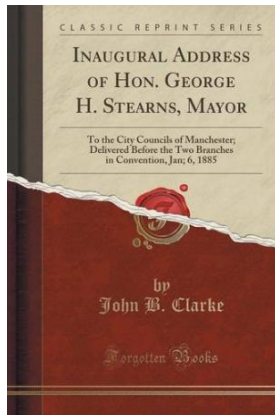 CLASSIC REPRINT SERIES
INAUGURAL ADDRESS
OF HON. GEORGE
H. STEARNS, MAYOR
To the City Councils of Manchester;
Delivered Before the Two Branches
in Convention, Jan; 6, 1885
by
John B. Clarke
Forgotten Books